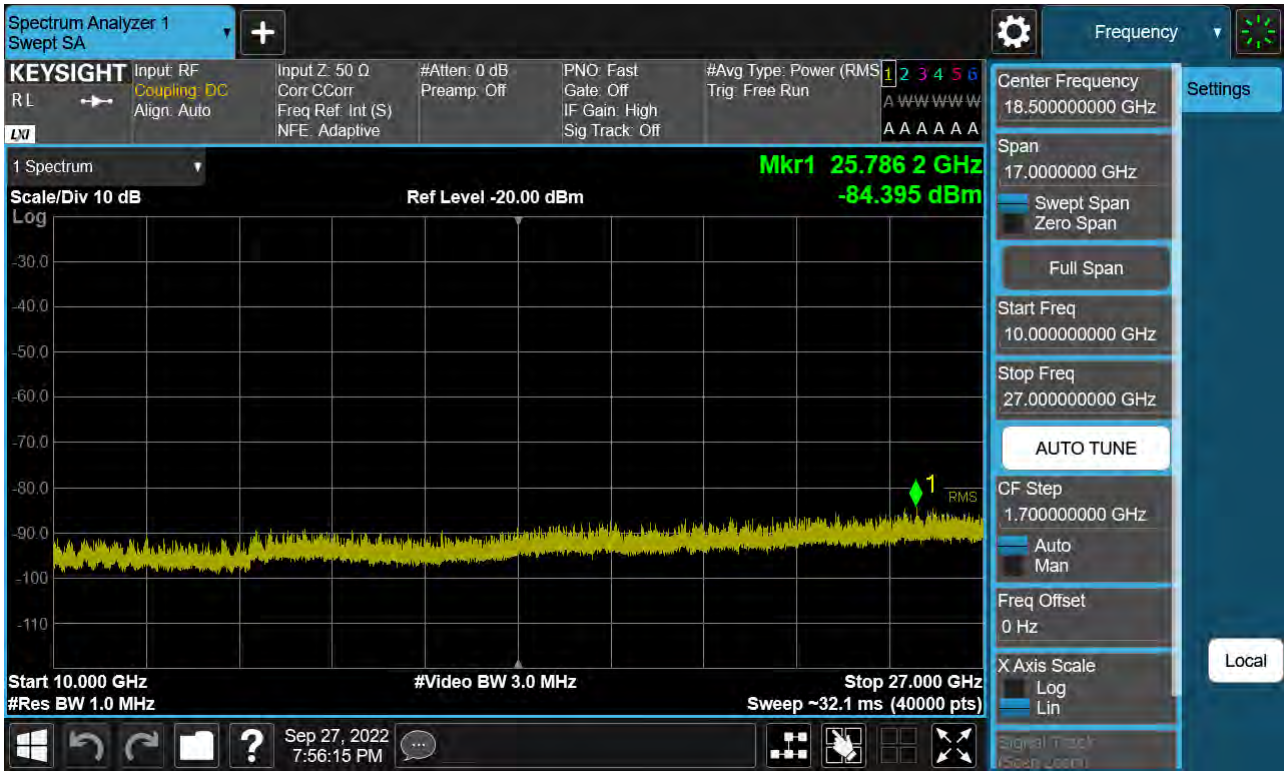 Spectrum Analyzer 1
Swept SA
Frequency
KEYSIGHT
RL
LXI
Input: RF
Coupling: DC
Align: Auto
Input Z: 50 Ω
Corr CCorr
Freq Ref: Int (S)
NFE: Adaptive
#Atten: 0 dB
Preamp: Off
PNO: Fast
Gate: Off
IF Gain: High
Sig Track: Off
#Avg Type: Power (RMS
Trig: Free Run
1 2 3 4 5 6
A W W W W W
A A A A A A
1 Spectrum
Mkr1 25.786 2 GHz
Scale/Div 10 dB
Ref Level -20.00 dBm
-84.395 dBm
Log
-30.0
-40.0
-50.0
-60.0
-70.0
-80.0
-90.0
-100
-110
1
RMS
Start 10.000 GHz
#Video BW 3.0 MHz
Stop 27.000 GHz
#Res BW 1.0 MHz
Sweep ~32.1 ms (40000 pts)
Center Frequency
18.500000000 GHz
Settings
Span
17.0000000 GHz
Swept Span
Zero Span
Full Span
Start Freq
10.000000000 GHz
Stop Freq
27.000000000 GHz
AUTO TUNE
CF Step
1.700000000 GHz
Auto
Man
Freq Offset
0 Hz
X Axis Scale
Log
Lin
Signal Track
(Span Zoom)
Local
?
Sep 27, 2022
7:56:15 PM